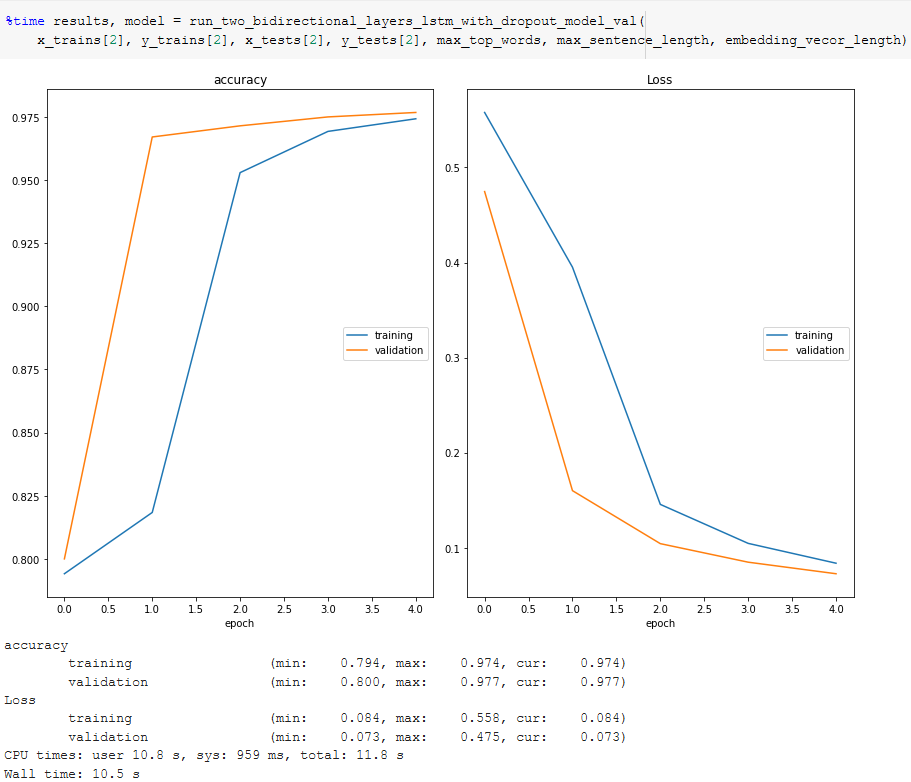 %time results, model = run_two_bidirectional_layers_lstm_with_dropout_model_val(
x_trains[2], y_trains[2], x_tests[2], y_tests[2], max_top_words, max_sentence_length, embedding_vecor_length)
accuracy
0.975
0.950
0.925
0.900
0.875
0.850
0.825
0.800
training
validation
0.0 0.5 1.0 1.5 2.0 2.5 3.0 3.5 4.0
epoch
Loss
0.5
0.4
0.3
0.2
0.1
training
validation
0.0 0.5 1.0 1.5 2.0 2.5 3.0 3.5 4.0
epoch
accuracy
training (min: 0.794, max: 0.974, cur: 0.974)
validation (min: 0.800, max: 0.977, cur: 0.977)
Loss
training (min: 0.084, max: 0.558, cur: 0.084)
validation (min: 0.073, max: 0.475, cur: 0.073)
CPU times: user 10.8 s, sys: 959 ms, total: 11.8 s
Wall time: 10.5 s